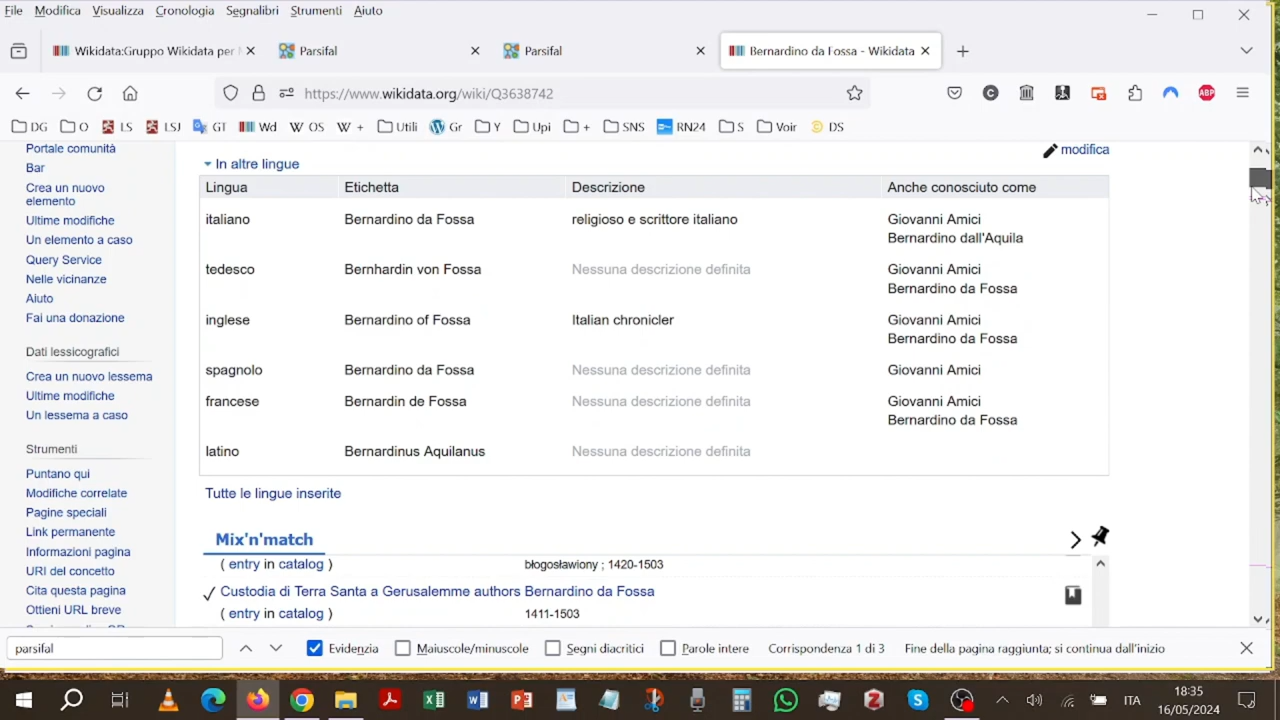 File Modifica Visualizza Cronologia Segnalibri Strumenti Aiuto
Wikidata:Gruppo Wikidata per Parsifal Parsifal Bernardino da Fossa - Wikidata
https://www.wikidata.org/wiki/Q3638742 ABP
DG O LS LSJ GT Wd OS W + Utili Gr Y Upi + SNS RN24 S Voir DS
Portale comunità
Bar
Crea un nuovo
elemento
Ultime modifiche
Un elemento a caso
Query Service
Nelle vicinanze
Aiuto
Fai una donazione
Dati lessicografici
Crea un nuovo lessema
Ultime modifiche
Un lessema a caso
Strumenti
Puntano qui
Modifiche correlate
Pagine speciali
Link permanente
Informazioni pagina
URI del concetto
Cita questa pagina
Ottieni URL breve
In altre lingue modifica
Lingua Etichetta Descrizione Anche conosciuto come
italiano Bernardino da Fossa religioso e scrittore italiano Giovanni Amici
Bernardino dall'Aquila
tedesco Bernhardin von Fossa Nessuna descrizione definita Giovanni Amici
Bernardino da Fossa
inglese Bernardino of Fossa Italian chronicler Giovanni Amici
Bernardino da Fossa
spagnolo Bernardino da Fossa Nessuna descrizione definita Giovanni Amici
francese Bernardin de Fossa Nessuna descrizione definita Giovanni Amici
Bernardino da Fossa
latino Bernardinus Aquilanus Nessuna descrizione definita
Tutte le lingue inserite
Mix'n'match
( entry in catalog ) błogosławiony ; 1420-1503
Custodia di Terra Santa a Gerusalemme authors Bernardino da Fossa
( entry in catalog ) 1411-1503
parsifal Evidenzia Maiuscole/minuscole Segni diacritici Parole intere Corrispondenza 1 di 3 Fine della pagina raggiunta; si continua dall'inizio
ITA 18:35
16/05/2024